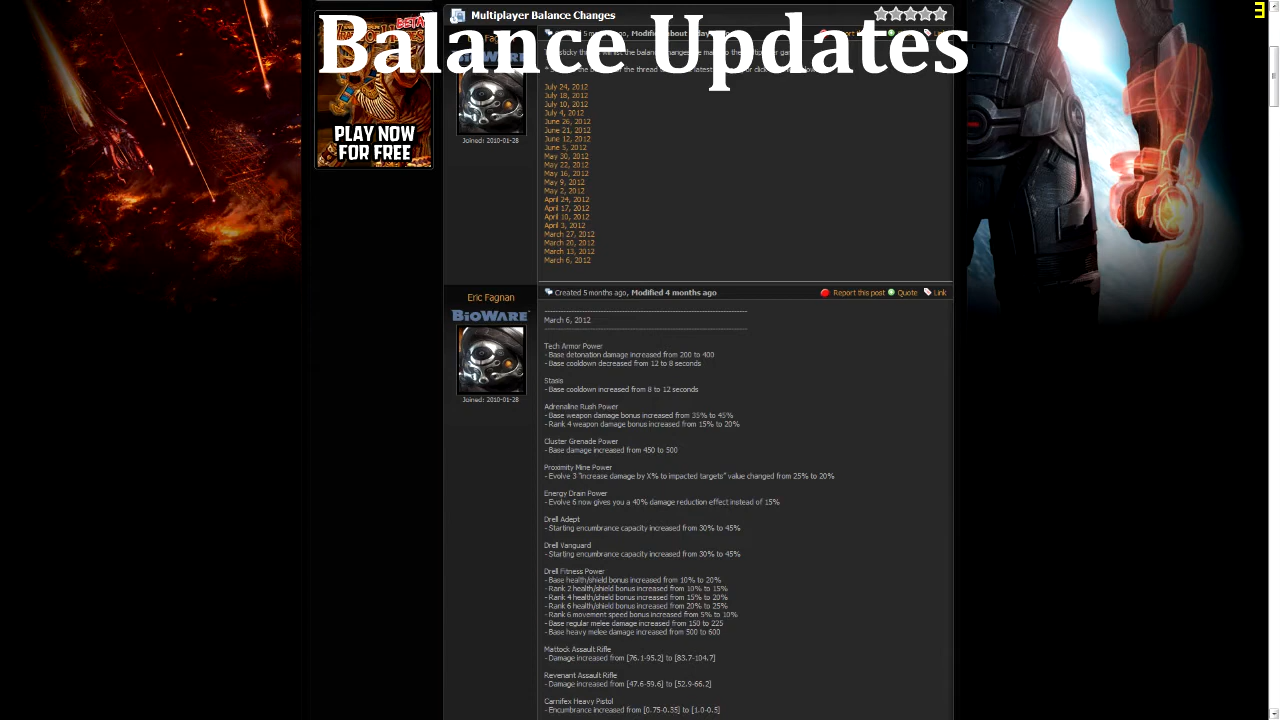 Balance Updates
3
Multiplayer Balance Changes
BETA
PLAY NOW
FOR FREE
Joined: 2010-01-28
July 24, 2012
July 18, 2012
July 10, 2012
July 4, 2012
June 26, 2012
June 21, 2012
June 12, 2012
June 5, 2012
May 30, 2012
May 22, 2012
May 16, 2012
May 9, 2012
May 2, 2012
April 24, 2012
April 17, 2012
April 10, 2012
April 3, 2012
March 27, 2012
March 20, 2012
March 13, 2012
March 6, 2012
Eric Fagnan
BIOWARE
Joined: 2010-01-28
Created 5 months ago, Modified 4 months ago
Report this post Quote Link
March 6, 2012
Tech Armor Power
- Base detonation damage increased from 200 to 400
- Base cooldown decreased from 12 to 8 seconds
Stasis
- Base cooldown increased from 8 to 12 seconds
Adrenaline Rush Power
- Base weapon damage bonus increased from 35% to 45%
- Rank 4 weapon damage bonus increased from 15% to 20%
Cluster Grenade Power
- Base damage increased from 450 to 500
Proximity Mine Power
- Evolve 3 "increase damage by X% to impacted targets" value changed from 25% to 20%
Energy Drain Power
- Evolve 6 now gives you a 40% damage reduction effect instead of 15%
Drell Adept
- Starting encumbrance capacity increased from 30% to 45%
Drell Vanguard
- Starting encumbrance capacity increased from 30% to 45%
Drell Fitness Power
- Base health/shield bonus increased from 10% to 20%
- Rank 2 health/shield bonus increased from 10% to 15%
- Rank 4 health/shield bonus increased from 15% to 20%
- Rank 6 health/shield bonus increased from 20% to 25%
- Rank 6 movement speed bonus increased from 5% to 10%
- Base regular melee damage increased from 150 to 225
- Base heavy melee damage increased from 500 to 600
Mattock Assault Rifle
- Damage increased from [76.1-95.2] to [83.7-104.7]
Revenant Assault Rifle
- Damage increased from [47.6-59.6] to [52.9-66.2]
Carnifex Heavy Pistol
- Encumbrance increased from [0.75-0.35] to [1.0-0.5]